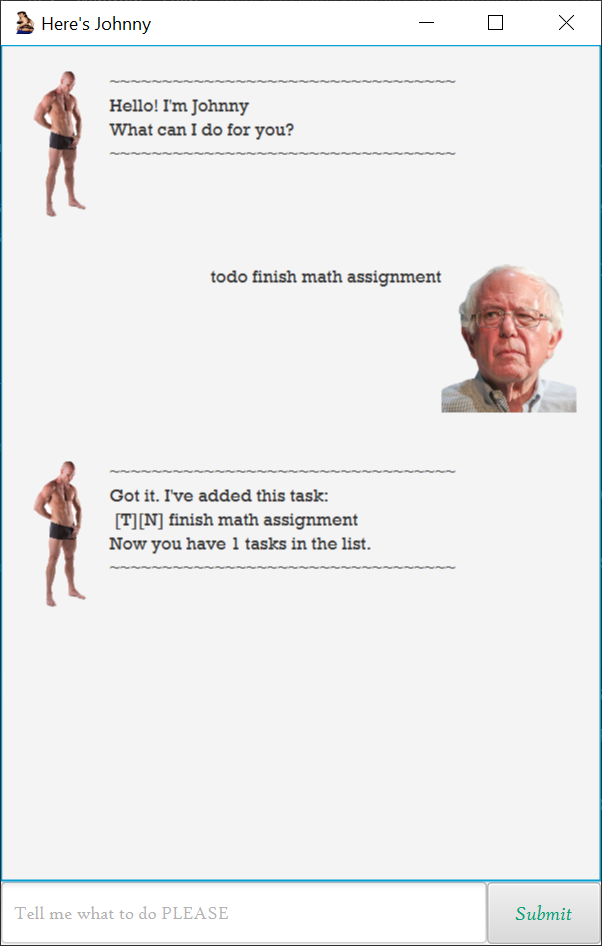 Here's Johnny
~~~~~~~~~~~~~~~~~~~~~~~~~~~~~~~~~
Hello! I'm Johnny
What can I do for you?
~~~~~~~~~~~~~~~~~~~~~~~~~~~~~~~~~
todo finish math assignment
~~~~~~~~~~~~~~~~~~~~~~~~~~~~~~~~~
Got it. I've added this task:
[T][N] finish math assignment
Now you have 1 tasks in the list.
~~~~~~~~~~~~~~~~~~~~~~~~~~~~~~~~~
Tell me what to do PLEASE
Submit